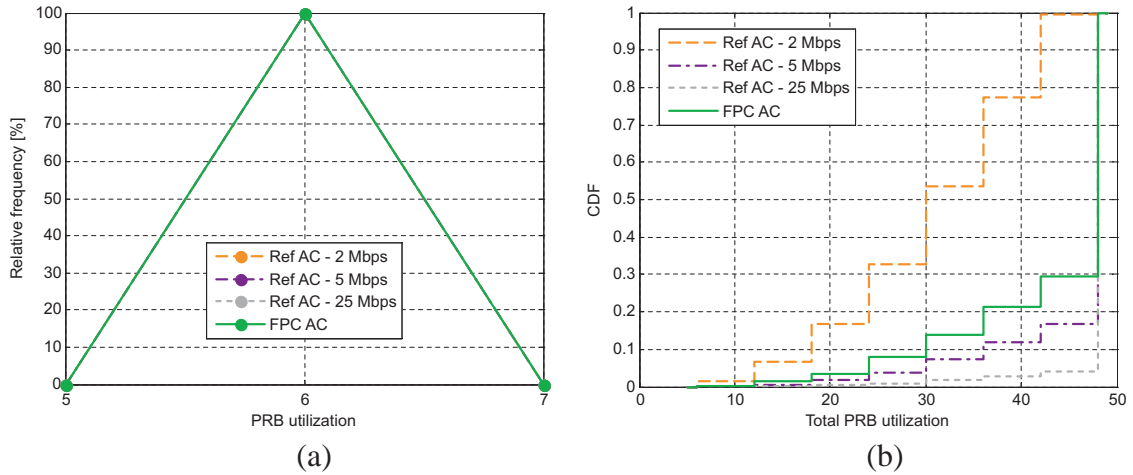 100
90
80
70
60
50
40
30
20
10
0
Relative frequency [%]
5
6
7
PRB utilization
Ref AC - 2 Mbps
Ref AC - 5 Mbps
Ref AC - 25 Mbps
FPC AC
(a)
1
0.9
0.8
0.7
0.6
0.5
0.4
0.3
0.2
0.1
0
CDF
Ref AC - 2 Mbps
Ref AC - 5 Mbps
Ref AC - 25 Mbps
FPC AC
0
10
20
30
40
50
Total PRB utilization
(b)